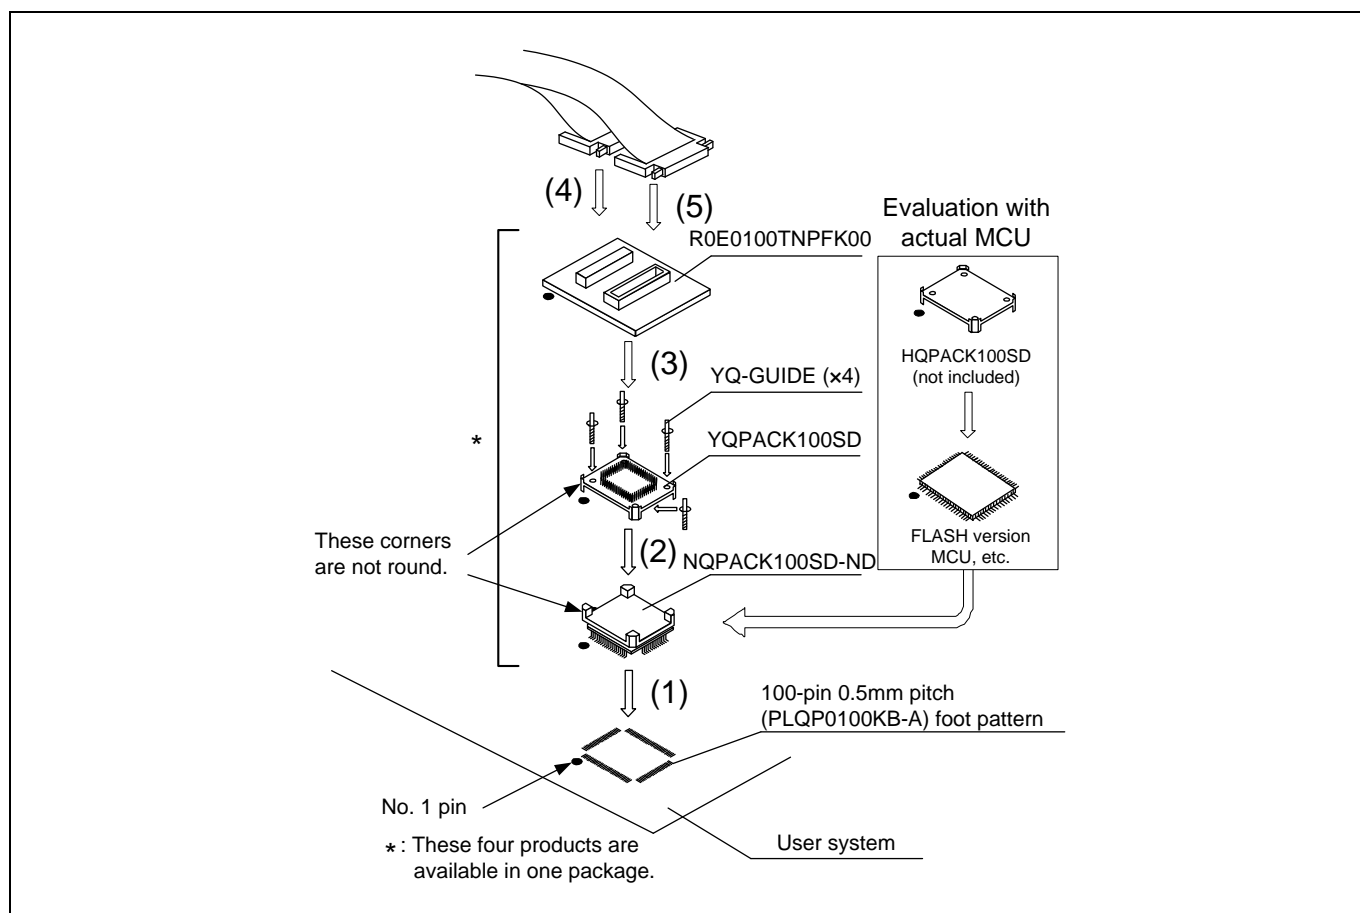 (4)
(5)
Evaluation with
actual MCU
R0E0100TNPFK00
HQPACK100SD
(not included)
(3)
YQ-GUIDE (×4)
*
YQPACK100SD
FLASH version
MCU, etc.
These corners
are not round.
(2)
NQPACK100SD-ND
(1)
100-pin 0.5mm pitch
(PLQP0100KB-A) foot pattern
No. 1 pin
User system
* : These four products are
available in one package.